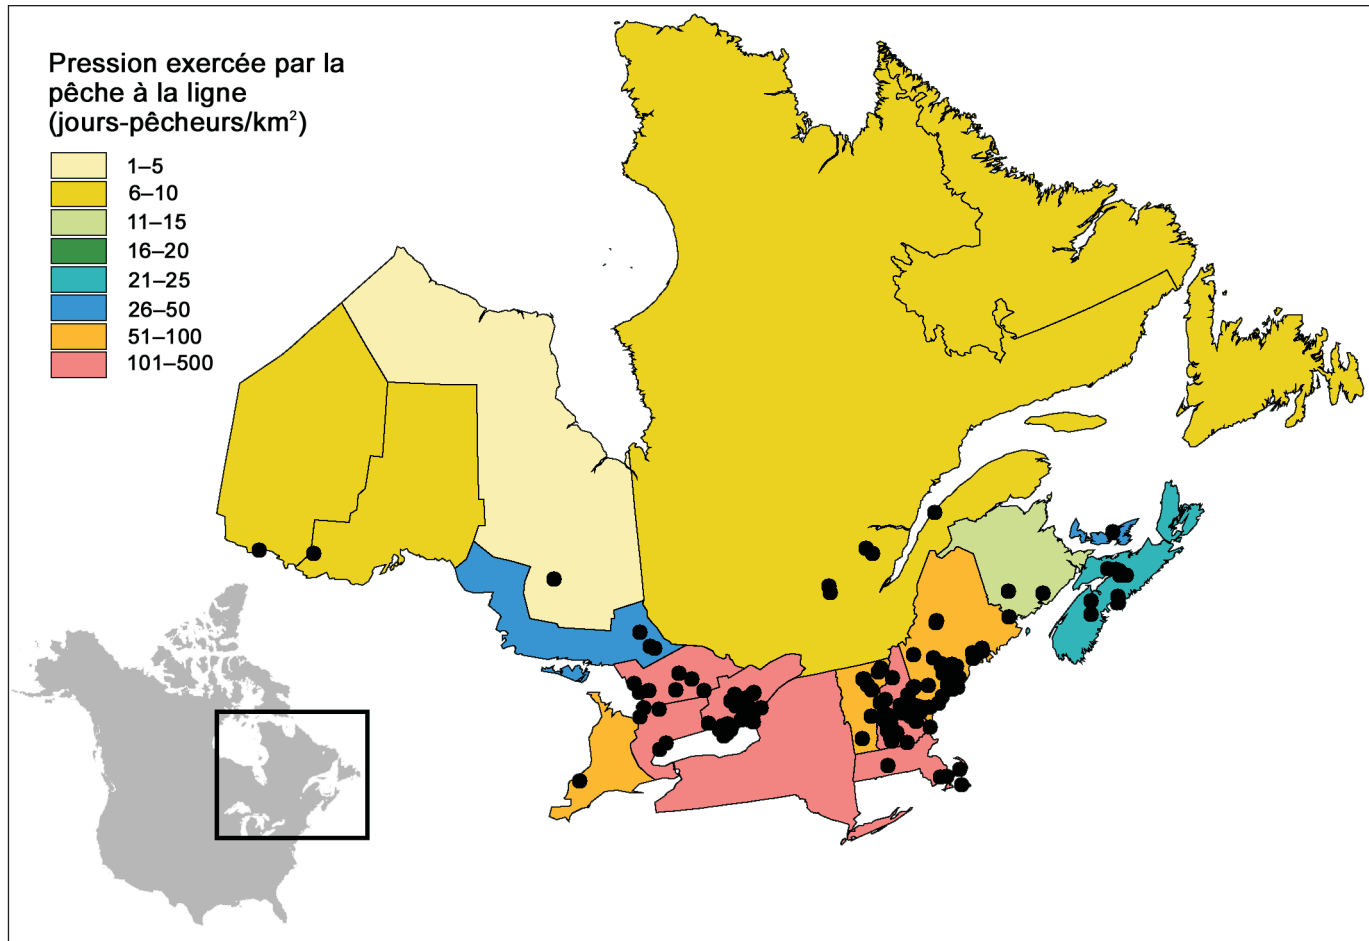 Pression exercée par la
pêche à la ligne
(jours-pêcheurs/km²)
1–5
6–10
11–15
16–20
21–25
26–50
51–100
101–500